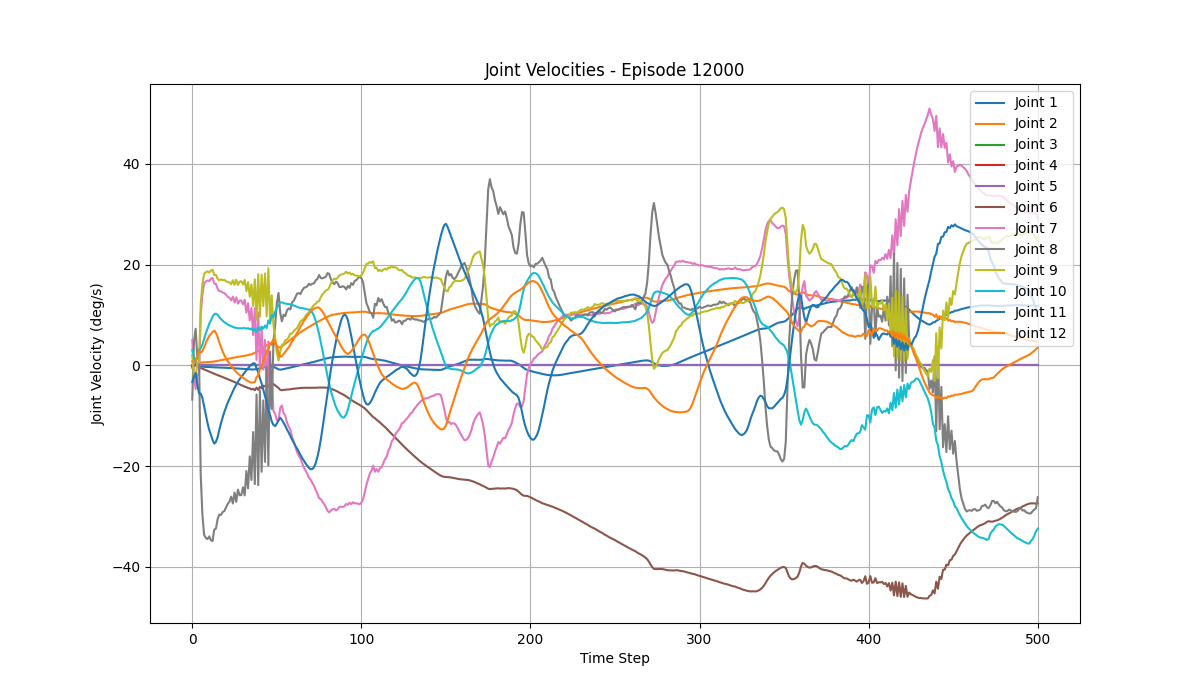 Joint Velocities - Episode 12000
Joint Velocity (deg/s)
40
20
0
−20
−40
0 100 200 300 400 500
Time Step
Joint 1
Joint 2
Joint 3
Joint 4
Joint 5
Joint 6
Joint 7
Joint 8
Joint 9
Joint 10
Joint 11
Joint 12